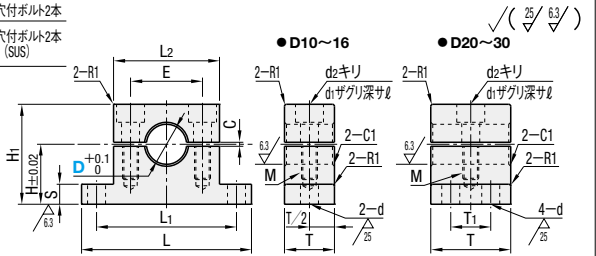 穴付ボルト2本
穴付ボルト2本
(SUS)
25
6.3
L2
E
2-R1
C
H1
H±0.02
D +0.1 0
S
6.3
L1
L
●D10〜16
2-R1
d2キリ
d1ザグリ深サℓ
6.3
2-C1
2-R1
M
T/2
T
2-d
25
●D20〜30
2-R1
d2キリ
d1ザグリ深サℓ
6.3
2-C1
2-R1
M
T1
T
4-d
25